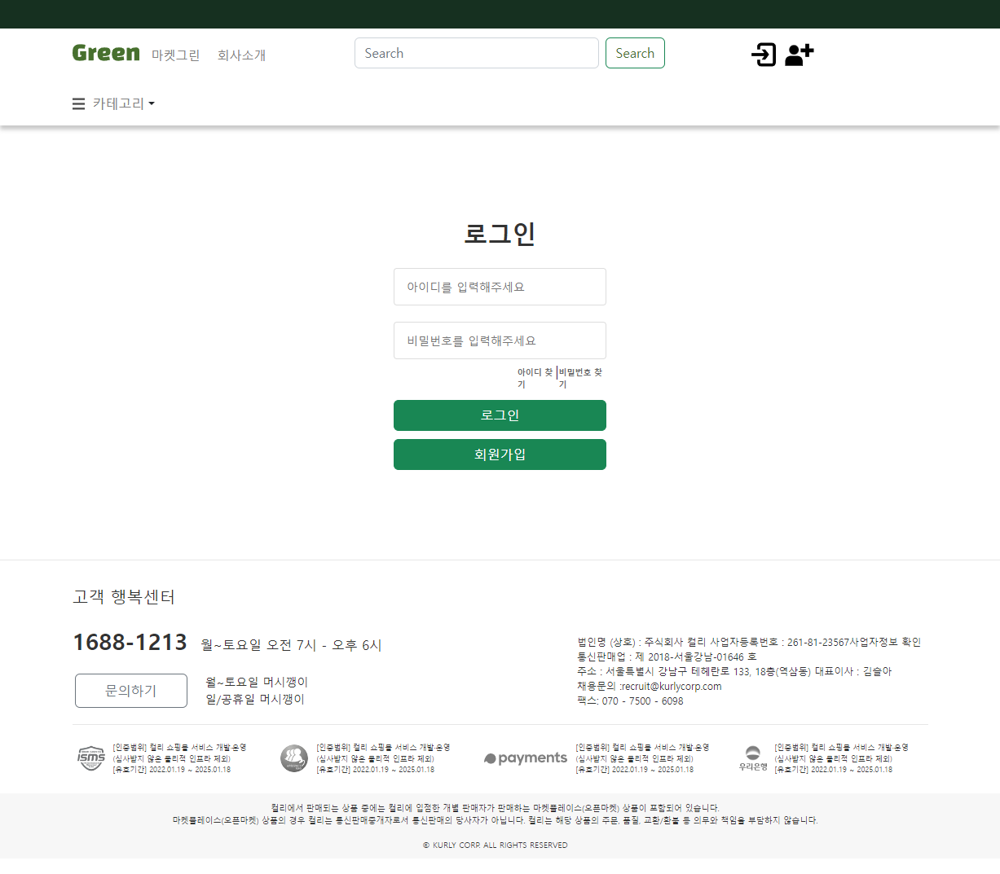 Green 마켓그린 회사소개 Search Search
카테고리
로그인
아이디를 입력해주세요
비밀번호를 입력해주세요
아이디 찾기
비밀번호 찾기
로그인
회원가입
고객 행복센터
1688-1213 월~토요일 오전 7시 - 오후 6시
문의하기
월~토요일 머시깽이
일/공휴일 머시깽이
법인명 (상호) : 주식회사 컬리 사업자등록번호 : 261-81-23567사업자정보 확인
통신판매업 : 제 2018-서울강남-01646 호
주소 : 서울특별시 강남구 테헤란로 133, 18층(역삼동) 대표이사 : 김슬아
채용문의 :recruit@kurlycorp.com
팩스: 070 - 7500 - 6098
isms
[인증범위] 컬리 쇼핑몰 서비스 개발·운영
(심사받지 않은 물리적 인프라 제외)
[유효기간] 2022.01.19 ~ 2025.01.18
[인증범위] 컬리 쇼핑몰 서비스 개발·운영
(심사받지 않은 물리적 인프라 제외)
[유효기간] 2022.01.19 ~ 2025.01.18
payments
[인증범위] 컬리 쇼핑몰 서비스 개발·운영
(심사받지 않은 물리적 인프라 제외)
[유효기간] 2022.01.19 ~ 2025.01.18
우리은행
[인증범위] 컬리 쇼핑몰 서비스 개발·운영
(심사받지 않은 물리적 인프라 제외)
[유효기간] 2022.01.19 ~ 2025.01.18
컬리에서 판매되는 상품 중에는 컬리에 입점한 개별 판매자가 판매하는 마켓플레이스(오픈마켓) 상품이 포함되어 있습니다.
마켓플레이스(오픈마켓) 상품의 경우 컬리는 통신판매중개자로서 통신판매의 당사자가 아닙니다. 컬리는 해당 상품의 주문, 품질, 교환/환불 등 의무와 책임을 부담하지 않습니다.
© KURLY CORP. ALL RIGHTS RESERVED